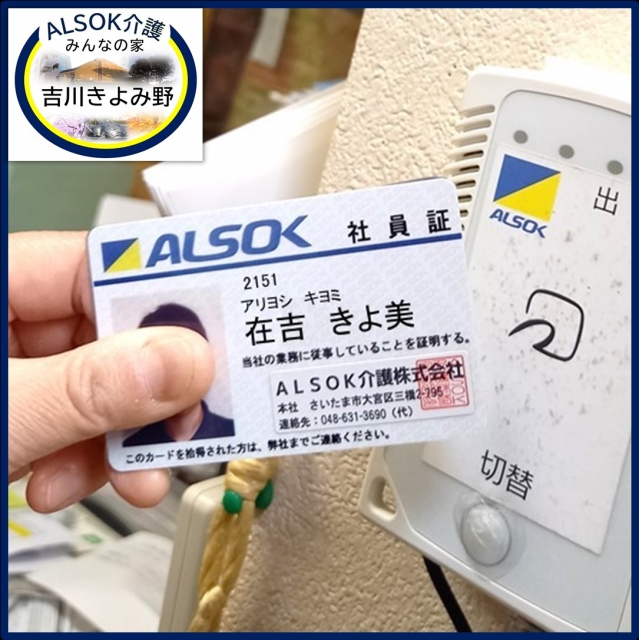 ALSOK介護
みんなの家
吉川きよみ野
ALSOK 社員証
2151
アリヨシ キヨミ
在吉 きよ美
当社の業務に従事していることを証明する。
ALSOK介護株式会社
本社 さいたま市大宮区三橋2-795
連絡先：048-631-3690（代）
このカードを拾得された方は、弊社までご連絡ください。
ALSOK
出
切替